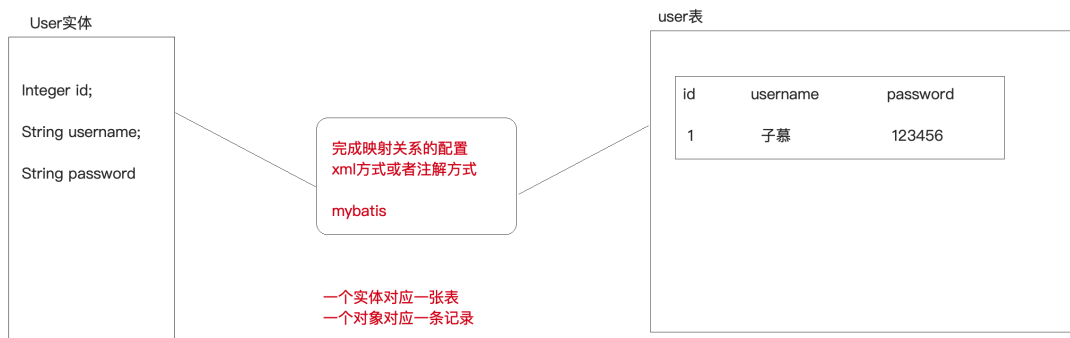 User实体
Integer id;
String username;
String password
完成映射关系的配置
xml方式或者注解方式
mybatis
一个实体对应一张表
一个对象对应一条记录
user表
id username password
1 子慕 123456